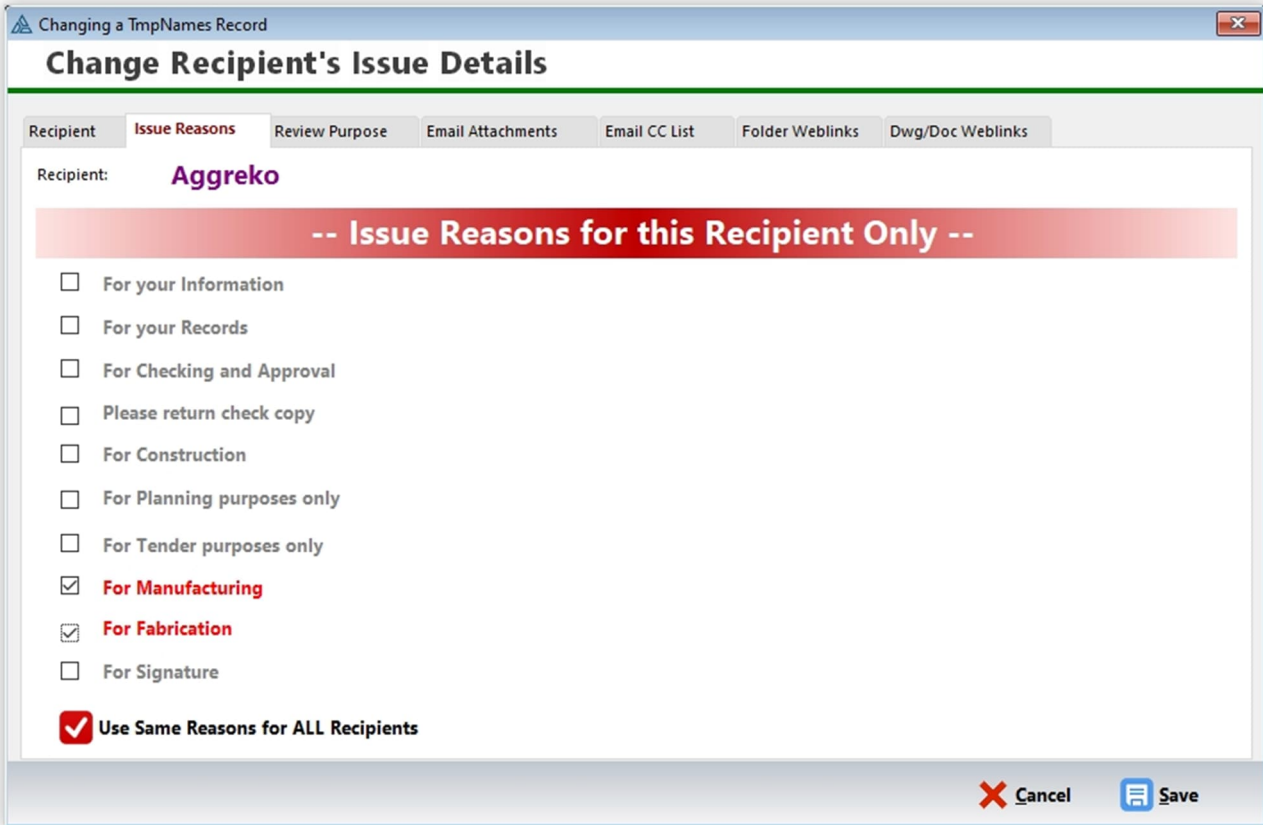 Changing a TmpNames Record
Change Recipient's Issue Details
Recipient Issue Reasons Review Purpose Email Attachments Email CC List Folder Weblinks Dwg/Doc Weblinks
Recipient: Aggreko
-- Issue Reasons for this Recipient Only --
For your Information
For your Records
For Checking and Approval
Please return check copy
For Construction
For Planning purposes only
For Tender purposes only
For Manufacturing
For Fabrication
For Signature
Use Same Reasons for ALL Recipients
Cancel Save